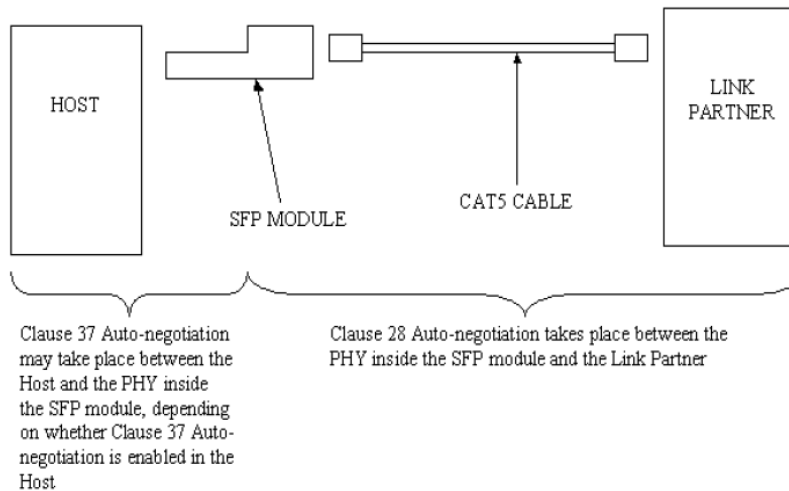 HOST
LINK
PARTNER
SFP MODULE
CAT5 CABLE
Clause 37 Auto-negotiation
may take place between the
Host and the PHY inside
the SFP module, depending
on whether Clause 37 Auto-
negotiation is enabled in the
Host
Clause 28 Auto-negotiation takes place between the
PHY inside the SFP module and the Link Partner